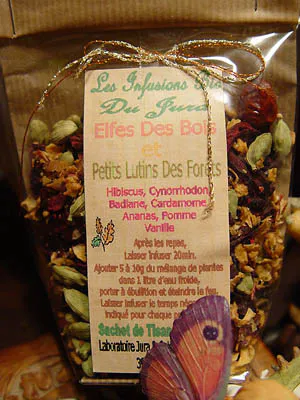 Les Infusions Bio
Du Jura
Elfes Des Bois
et
Petits Lutins Des Forêts
Hibiscus, Cynorrhodon,
Badiane, Cardamome
Ananas, Pomme
Vanille
Après les repas,
Laisser infuser 20min.
Ajouter 5 à 10g du mélange de plantes
dans 1 litre d'eau froide,
porter à ébulition et éteindre le feu.
Laisser infuser le temps
indiqué pour chaque
Sachet de
Laboratoire Jura